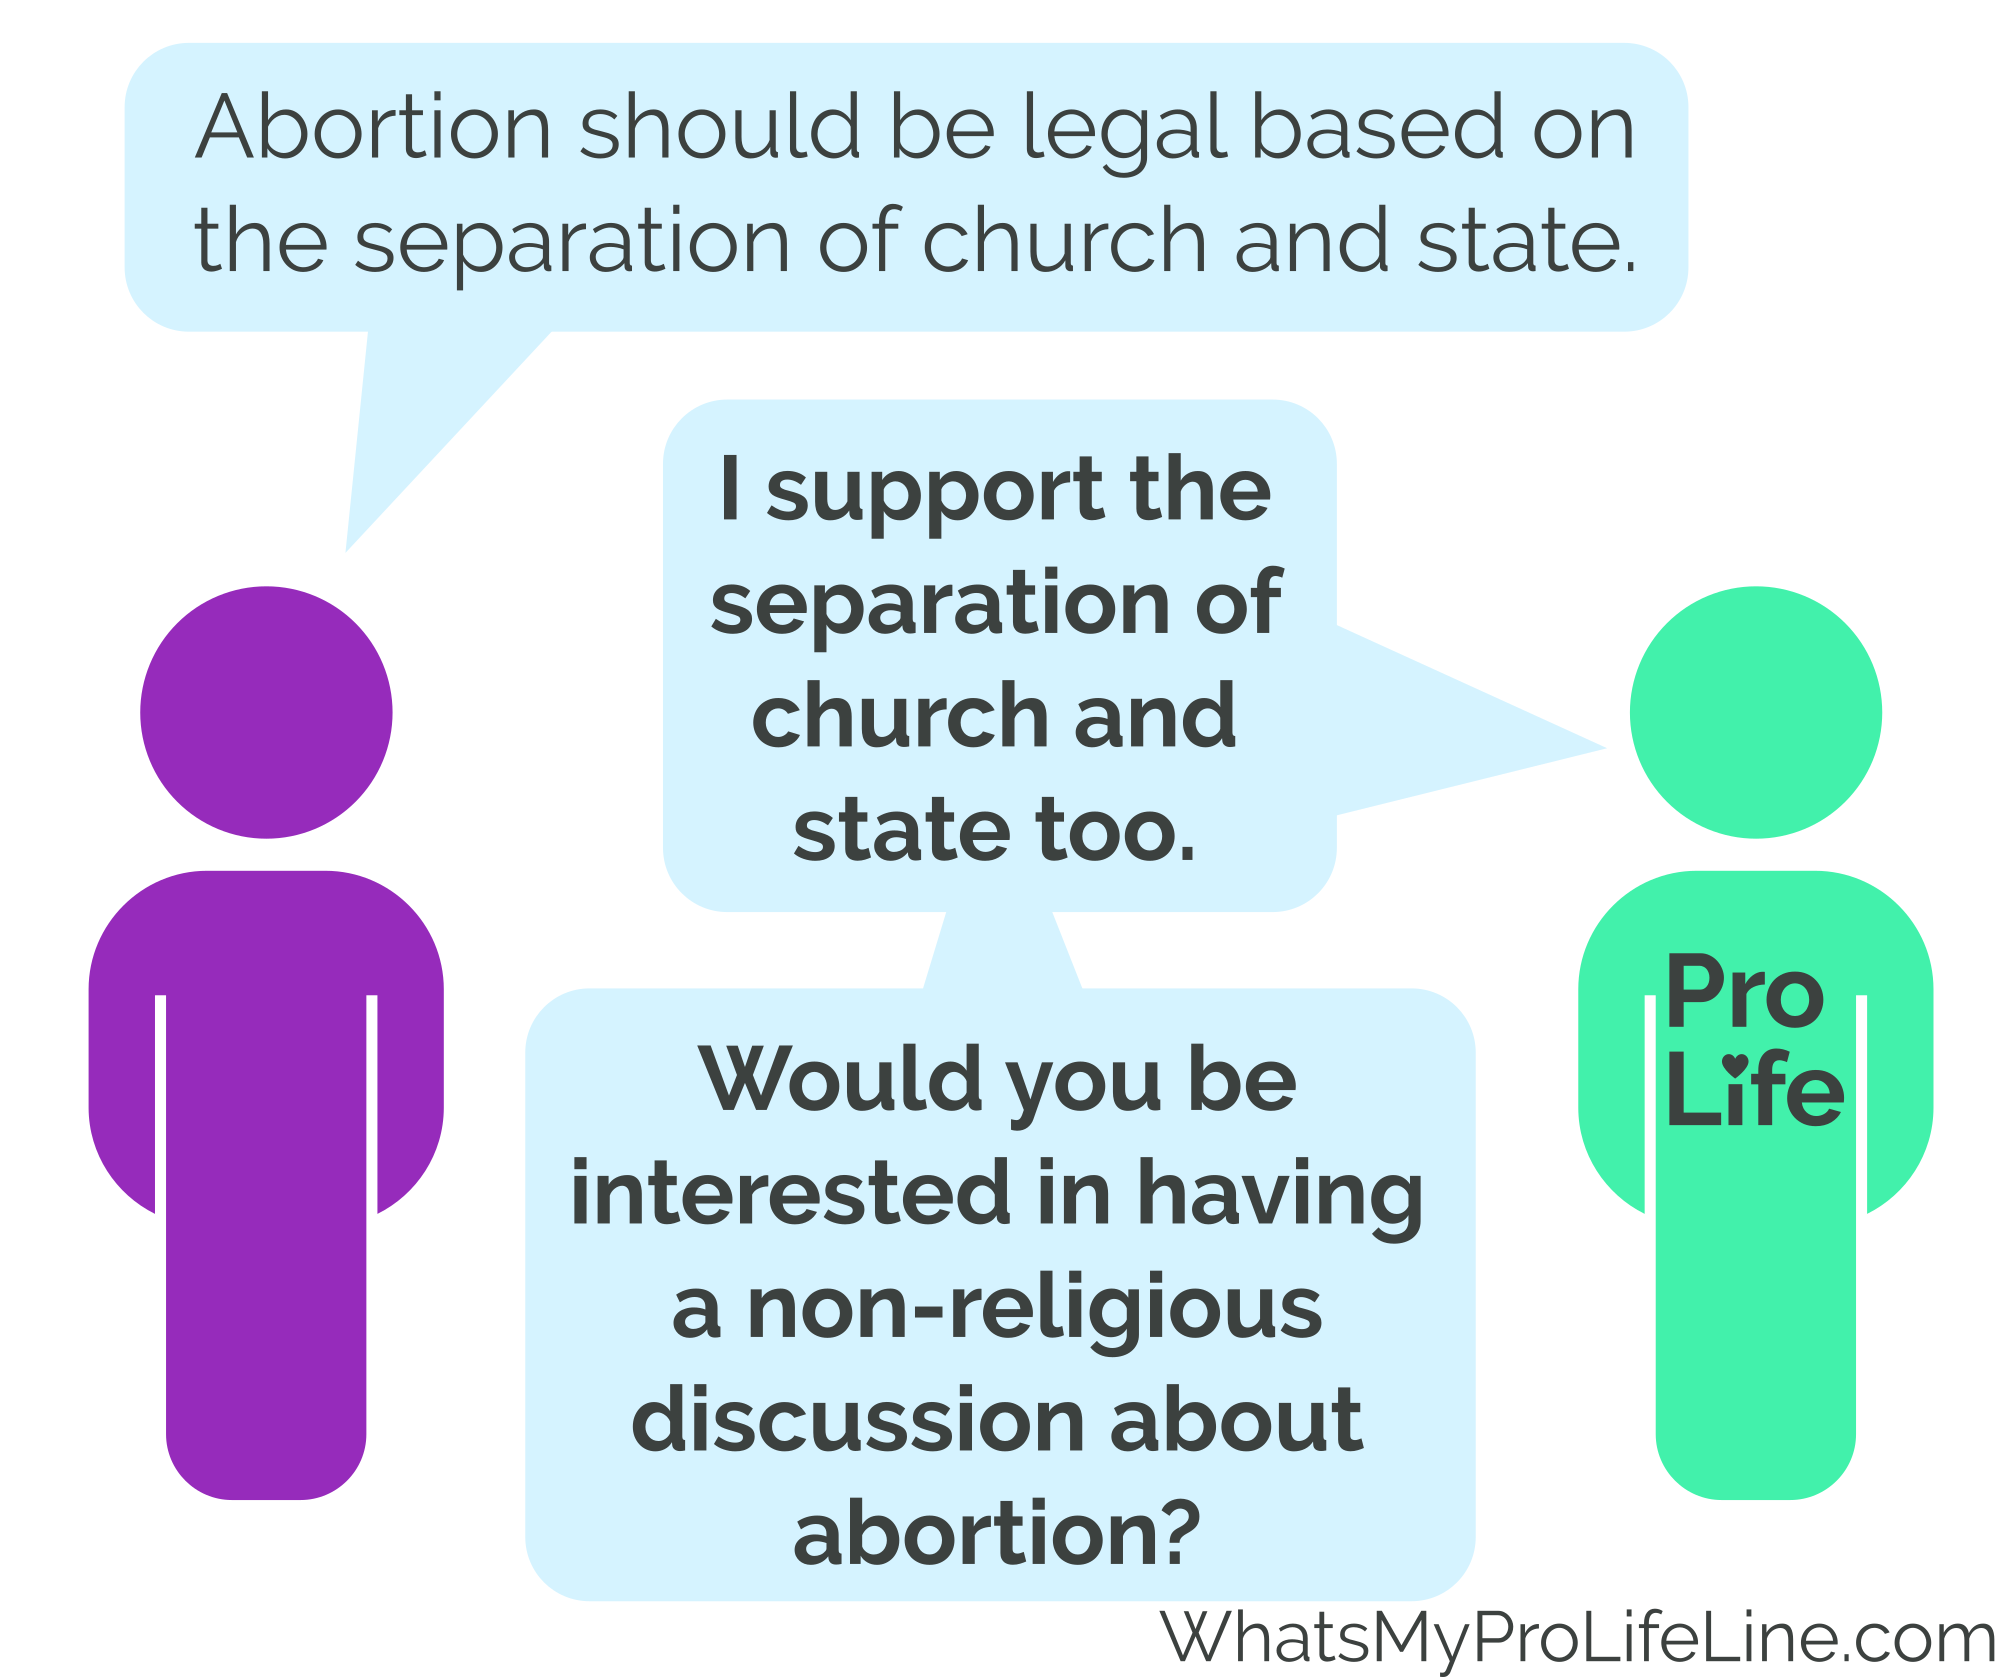 Abortion should be legal based on
the separation of church and state.
I support the
separation of
church and
state too.
Pro
Life
Would you be
interested in having
a non-religious
discussion about
abortion?
WhatsMyProLifeLine.com